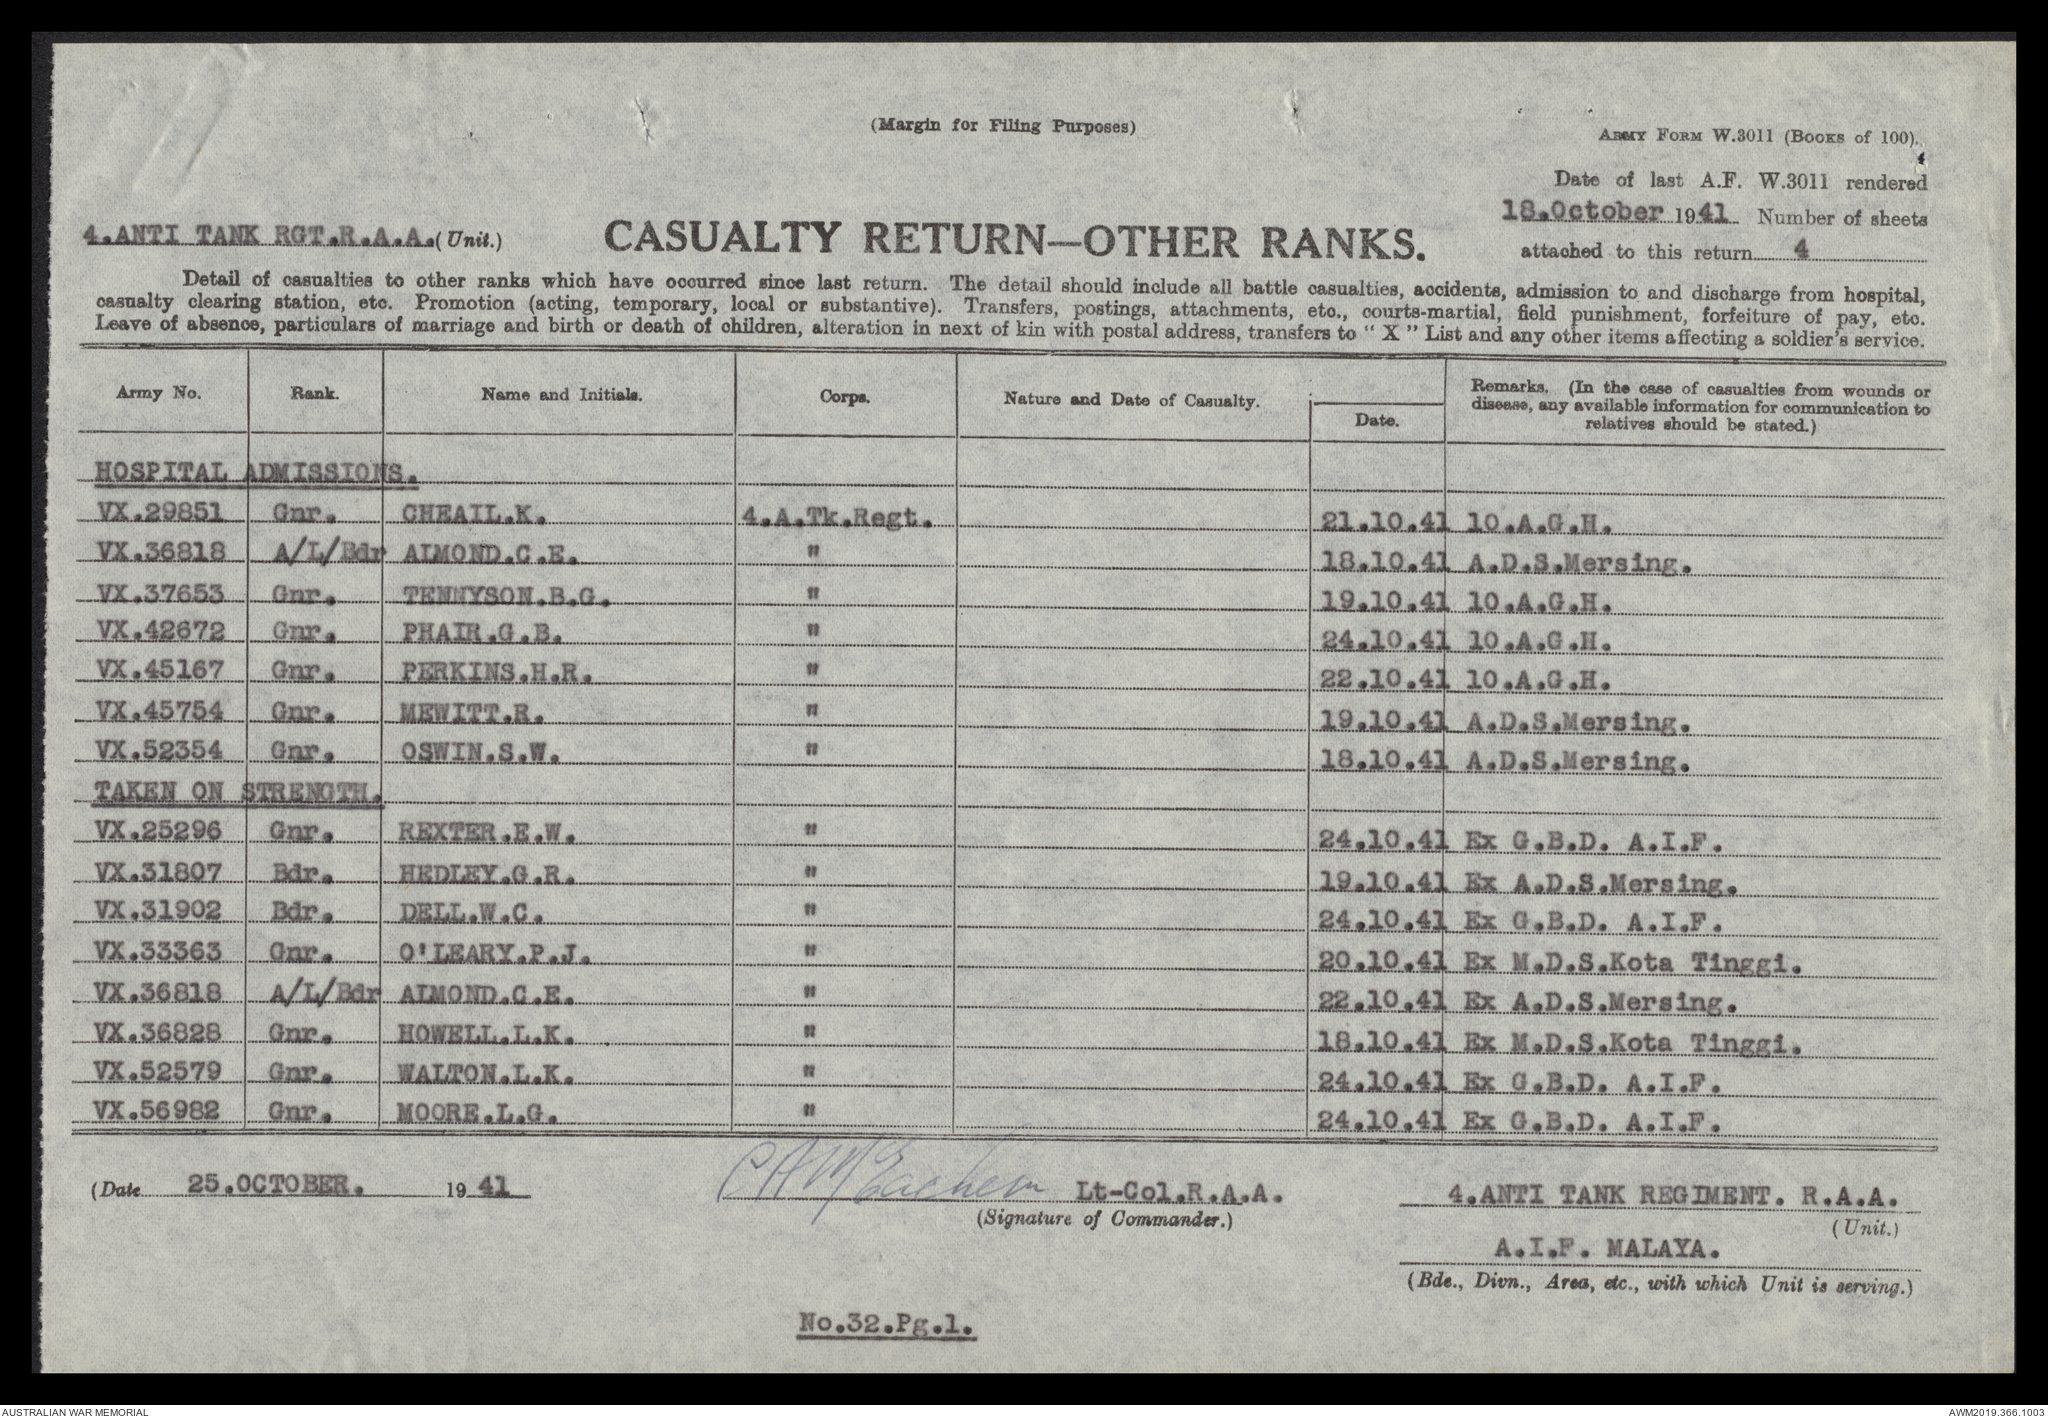 (Margin for Filing Purposes)
ARMY FORM W.3011 (BOOKS of 100).
Date of last A.F. W.3011 rendered
18.October 1941 Number of sheets
attached to this return 4
4.ANTI TANK RGT.R.A.A.(Unit.)
CASUALTY RETURN—OTHER RANKS.
Detail of casualties to other ranks which have occurred since last return. The detail should include all battle casualties, accidents, admission to and discharge from hospital,
casualty clearing station, etc. Promotion (acting, temporary, local or substantive). Transfers, postings, attachments, etc., courts-martial, field punishment, forfeiture of pay, etc.
Leave of absence, particulars of marriage and birth or death of children, alteration in next of kin with postal address, transfers to "X" List and any other items affecting a soldier's service.
Army No. Rank. Name and Initials. Corps. Nature and Date of Casualty. Date. Remarks. (In the case of casualties from wounds or
disease, any available information for communication to
relatives should be stated.)
HOSPITAL ADMISSIONS.
VX.29851 Gnr. CHEAIL.K. 4.A.Tk.Regt. 21.10.41 10.A.G.H.
VX.36818 A/L/Bdr ALMOND.C.E. " 18.10.41 A.D.S.Mersing.
VX.37653 Gnr. TENNYSON.B.G. " 19.10.41 10.A.G.H.
VX.42672 Gnr. PHAIR.G.B. " 24.10.41 10.A.G.H.
VX.45167 Gnr. PERKINS.H.R. " 22.10.41 10.A.G.H.
VX.45754 Gnr. MEWITT.R. " 19.10.41 A.D.S.Mersing.
VX.52354 Gnr. OSWIN.S.W. " 18.10.41 A.D.S.Mersing.
TAKEN ON STRENGTH.
VX.25296 Gnr. REXTER.E.W. " 24.10.41 Ex G.B.D. A.I.F.
VX.31807 Bdr. HEDLEY.G.R. " 19.10.41 Ex A.D.S.Mersing.
VX.31902 Bdr. DELL.W.C. " 24.10.41 Ex G.B.D. A.I.F.
VX.33363 Gnr. O'LEARY.P.J. " 20.10.41 Ex M.D.S.Kota Tinggi.
VX.36818 A/L/Bdr ALMOND.C.E. " 22.10.41 Ex A.D.S.Mersing.
VX.36828 Gnr. HOWELL.L.K. " 18.10.41 Ex M.D.S.Kota Tinggi.
VX.52579 Gnr. WALTON.L.K. " 24.10.41 Ex G.B.D. A.I.F.
VX.56982 Gnr. MOORE.L.G. " 24.10.41 Ex G.B.D. A.I.F.
(Date 25.OCTOBER. 1941 C A McEachern Lt-Col.R.A.A. 4.ANTI TANK REGIMENT. R.A.A.
(Signature of Commander.) (Unit.)
A.I.F. MALAYA.
(Bde., Divn., Area, etc., with which Unit is serving.)
No.32.Pg.1.
AUSTRALIAN WAR MEMORIAL AWM2019.366.1003